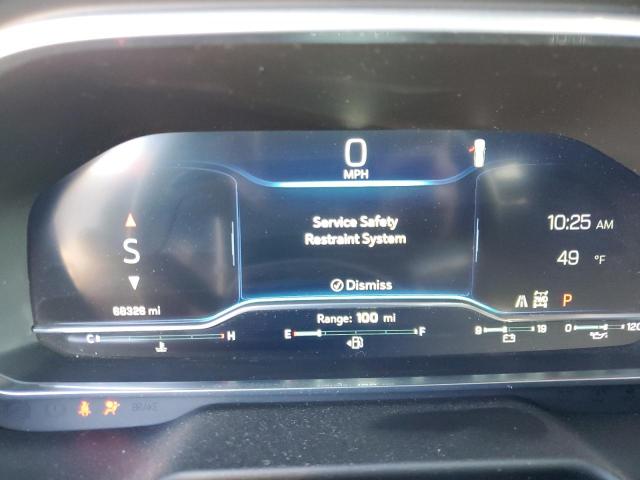 0
MPH
Service Safety
Restraint System
Dismiss
S
10:25 AM
49 °F
68326 mi
P
Range: 100 mi
C H
E F
9 19
0 120
BRAKE